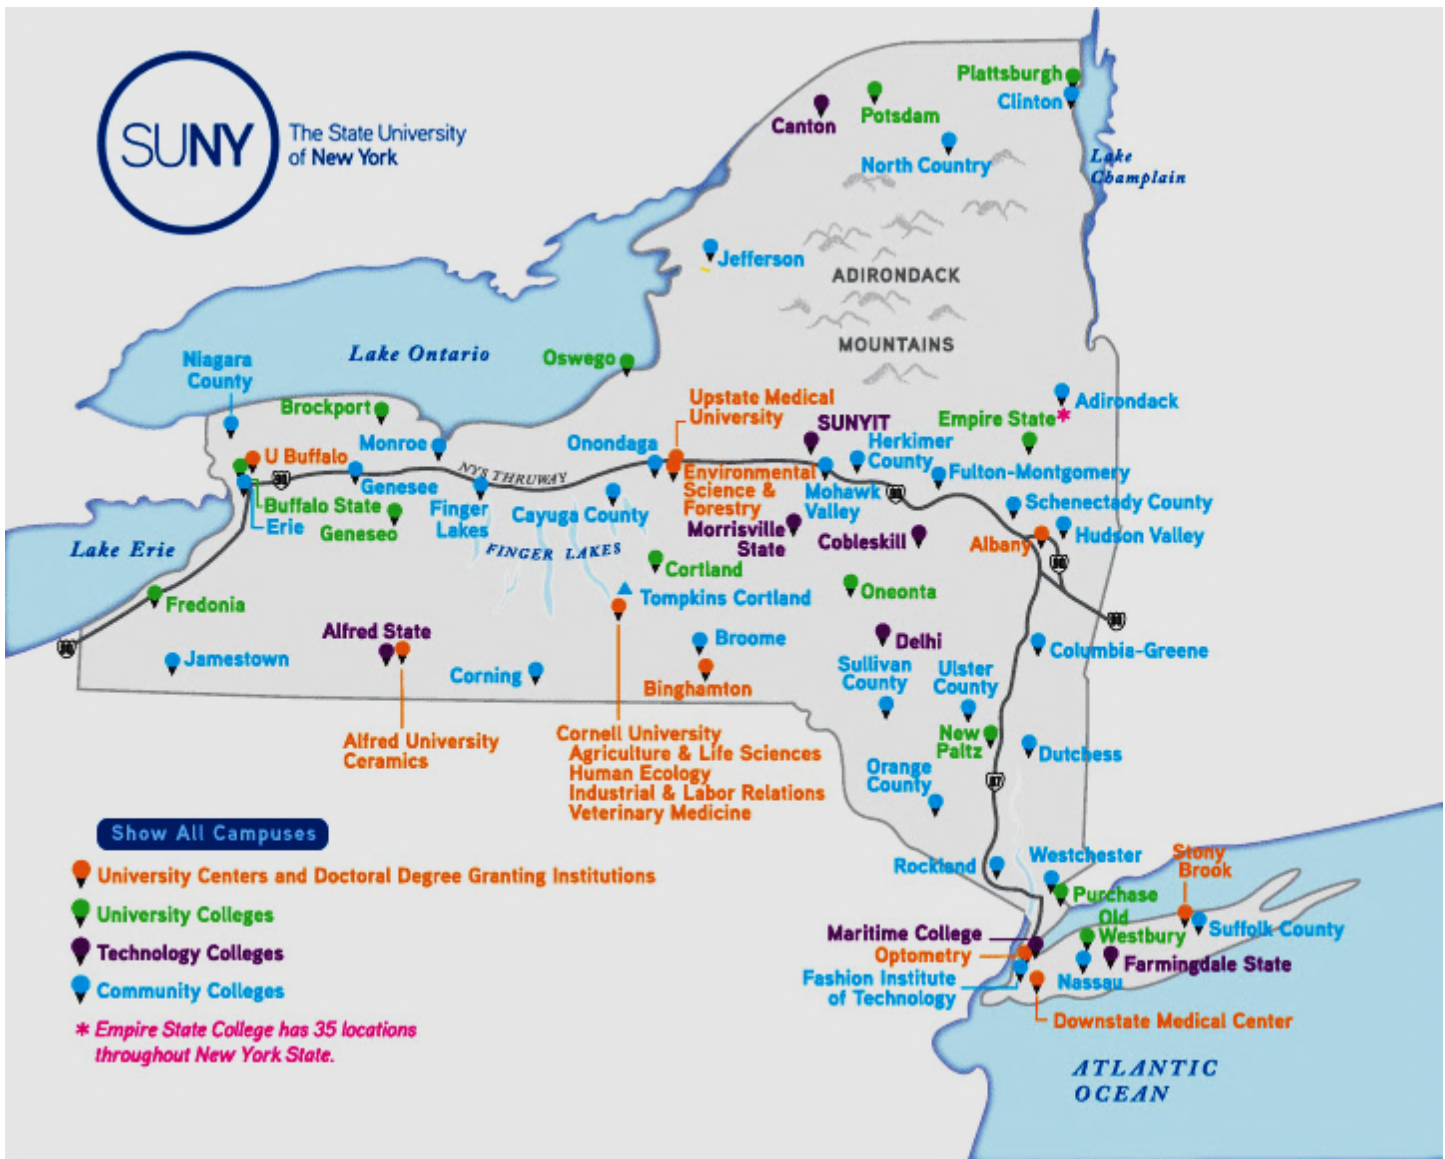 SUNY
The State University
of New York
Plattsburgh
Clinton
Potsdam
Canton
North Country
Lake
Champlain
Jefferson
ADIRONDACK
MOUNTAINS
Lake Ontario
Oswego
Niagara
County
Brockport
Monroe
Onondaga
Upstate Medical
University
SUNYIT
Herkimer
County
Empire State*
Adirondack
U Buffalo
90
Genesee
NYS THRUWAY
Buffalo State
Erie
Geneseo
Finger
Lakes
Cayuga County
Environmental
Science &
Forestry
Mohawk
Valley
90
Fulton-Montgomery
Schenectady County
Hudson Valley
Albany
Morrisville
State
Cobleskill
Lake Erie
FINGER LAKES
Cortland
Tompkins Cortland
Oneonta
90
90
Fredonia
90
Jamestown
Alfred State
Corning
Broome
Binghamton
Delhi
Sullivan
County
Ulster
County
Columbia-Greene
Alfred University
Ceramics
Cornell University
Agriculture & Life Sciences
Human Ecology
Industrial & Labor Relations
Veterinary Medicine
New
Paltz
Dutchess
Orange
County
87
Rockland
Westchester
Stony
Brook
Purchase
Old
Westbury
Suffolk County
Maritime College
Optometry
Fashion Institute
of Technology
Nassau
Farmingdale State
Downstate Medical Center
ATLANTIC
OCEAN
Show All Campuses
University Centers and Doctoral Degree Granting Institutions
University Colleges
Technology Colleges
Community Colleges
* Empire State College has 35 locations
throughout New York State.